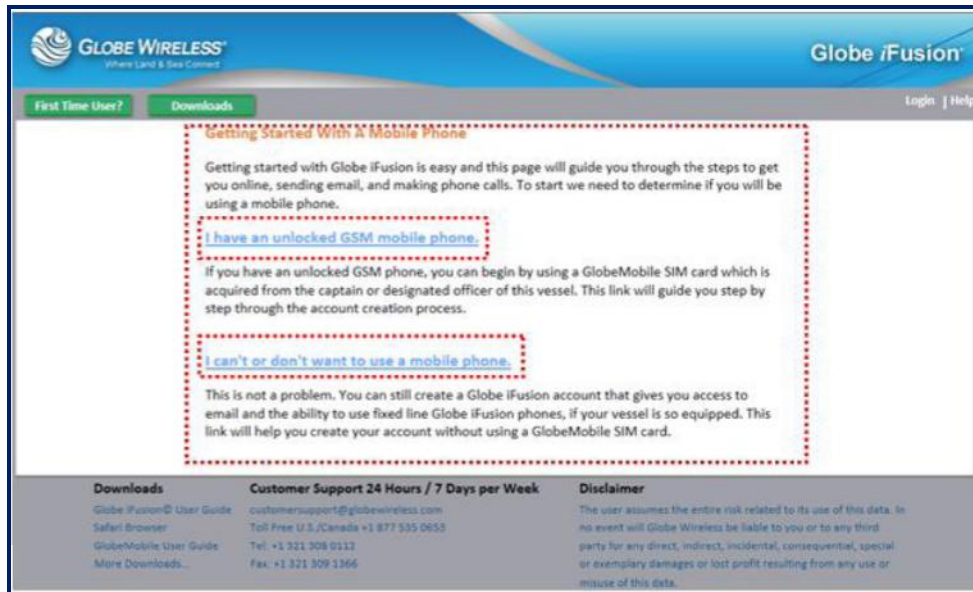 GLOBE WIRELESS
Where Land & Sea Connect
Globe iFusion
First Time User?
Downloads
Login | Help
Getting Started With A Mobile Phone
Getting started with Globe iFusion is easy and this page will guide you through the steps to get
you online, sending email, and making phone calls. To start we need to determine if you will be
using a mobile phone.
I have an unlocked GSM mobile phone.
If you have an unlocked GSM phone, you can begin by using a GlobeMobile SIM card which is
acquired from the captain or designated officer of this vessel. This link will guide you step by
step through the account creation process.
I can't or don't want to use a mobile phone.
This is not a problem. You can still create a Globe iFusion account that gives you access to
email and the ability to use fixed line Globe iFusion phones, if your vessel is so equipped. This
link will help you create your account without using a GlobeMobile SIM card.
Downloads
Globe iFusion© User Guide
Safari Browser
GlobeMobile User Guide
More Downloads...
Customer Support 24 Hours / 7 Days per Week
customersupport@globewireless.com
Toll Free U.S./Canada +1 877 535 0653
Tel: +1 321 308 0112
Fax: +1 321 309 1366
Disclaimer
The user assumes the entire risk related to its use of this data. In
no event will Globe Wireless be liable to you or to any third
party for any direct, indirect, incidental, consequential, special
or exemplary damages or lost profit resulting from any use or
misuse of this data.